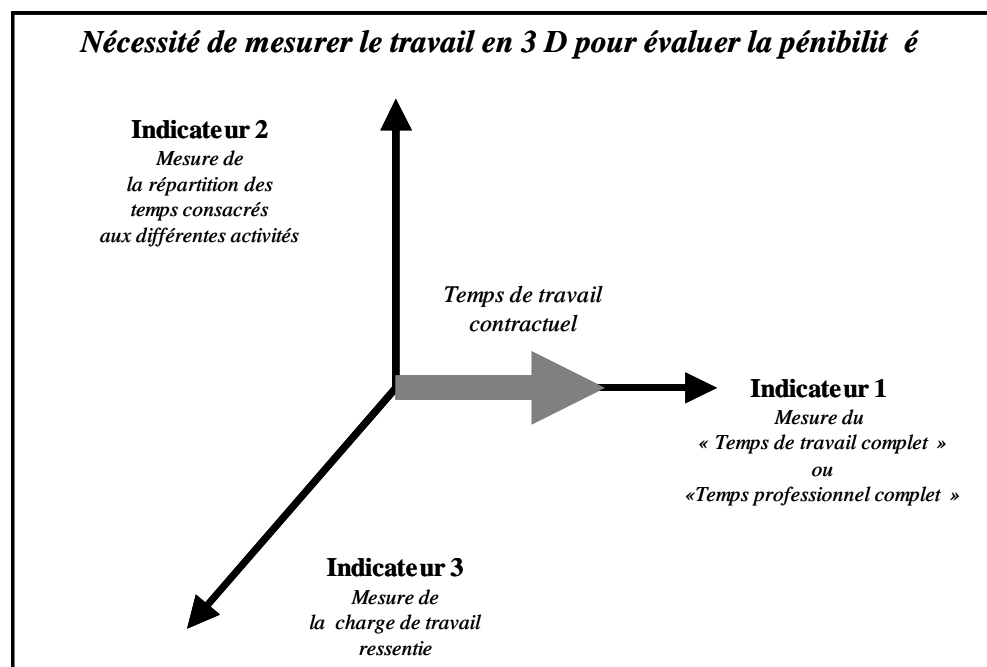 Nécessité de mesurer le travail en 3 D pour évaluer la pénibilit é
Indicateur 2
Mesure de
la répartition des
temps consacrés
aux différentes activités
Temps de travail
contractuel
Indicateur 1
Mesure du
« Temps de travail complet »
ou
«Temps professionnel complet »
Indicateur 3
Mesure de
la charge de travail
ressentie